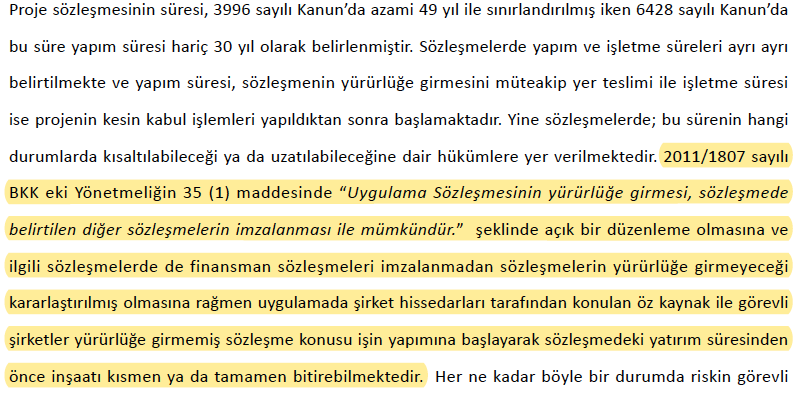 Proje sözleşmesinin süresi, 3996 sayılı Kanun’da azami 49 yıl ile sınırlandırılmış iken 6428 sayılı Kanun’da
bu süre yapım süresi hariç 30 yıl olarak belirlenmiştir. Sözleşmelerde yapım ve işletme süreleri ayrı ayrı
belirtilmekte ve yapım süresi, sözleşmenin yürürlüğe girmesini müteakip yer teslimi ile işletme süresi
ise projenin kesin kabul işlemleri yapıldıktan sonra başlamaktadır. Yine sözleşmelerde; bu sürenin hangi
durumlarda kısaltılabileceği ya da uzatılabileceğine dair hükümlere yer verilmektedir. 2011/1807 sayılı
BKK eki Yönetmeliğin 35 (1) maddesinde “Uygulama Sözleşmesinin yürürlüğe girmesi, sözleşmede
belirtilen diğer sözleşmelerin imzalanması ile mümkündür.” şeklinde açık bir düzenleme olmasına ve
ilgili sözleşmelerde de finansman sözleşmeleri imzalanmadan sözleşmelerin yürürlüğe girmeyeceği
kararlaştırılmış olmasına rağmen uygulamada şirket hissedarları tarafından konulan öz kaynak ile görevli
şirketler yürürlüğe girmemiş sözleşme konusu işin yapımına başlayarak sözleşmedeki yatırım süresinden
önce inşaatı kısmen ya da tamamen bitirebilmektedir. Her ne kadar böyle bir durumda riskin görevli